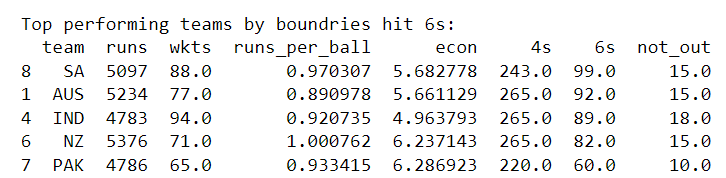 Top performing teams by boundries hit 6s:
team runs wkts runs_per_ball econ 4s 6s not_out
8 SA 5097 88.0 0.970307 5.682778 243.0 99.0 15.0
1 AUS 5234 77.0 0.890978 5.661129 265.0 92.0 15.0
4 IND 4783 94.0 0.920735 4.963793 265.0 89.0 18.0
6 NZ 5376 71.0 1.000762 6.237143 265.0 82.0 15.0
7 PAK 4786 65.0 0.933415 6.286923 220.0 60.0 10.0